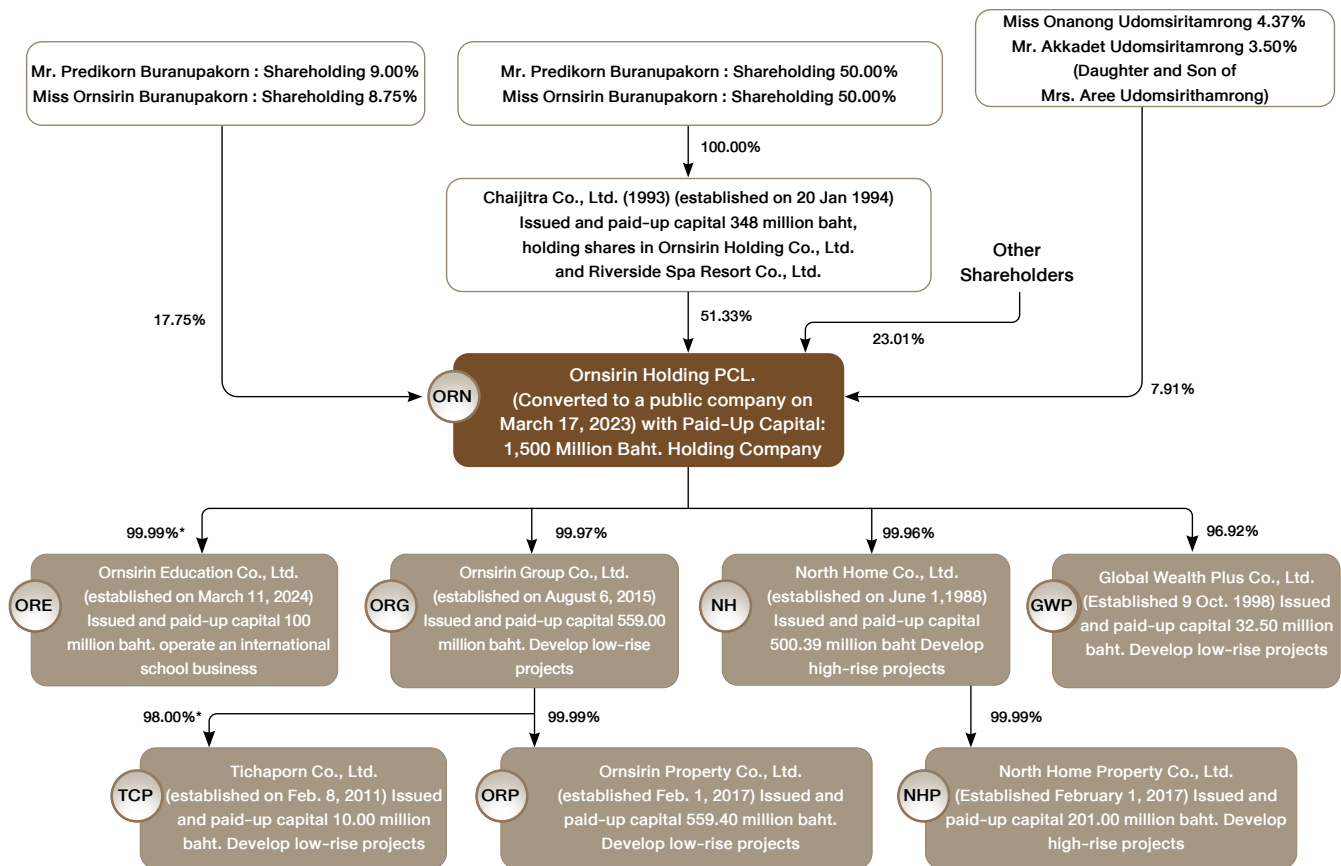 Mr. Predikorn Buranupakorn : Shareholding 9.00%
Miss Ornsirin Buranupakorn : Shareholding 8.75%
Mr. Predikorn Buranupakorn : Shareholding 50.00%
Miss Ornsirin Buranupakorn : Shareholding 50.00%
Miss Onanong Udomsiritamrong 4.37%
Mr. Akkadet Udomsiritamrong 3.50%
(Daughter and Son of
Mrs. Aree Udomsirithamrong)
100.00%
Chaijitra Co., Ltd. (1993) (established on 20 Jan 1994)
Issued and paid-up capital 348 million baht,
holding shares in Ornsirin Holding Co., Ltd.
and Riverside Spa Resort Co., Ltd.
Other
Shareholders
17.75%
51.33%
23.01%
7.91%
ORN
Ornsirin Holding PCL.
(Converted to a public company on
March 17, 2023) with Paid-Up Capital:
1,500 Million Baht. Holding Company
99.99%*
99.97%
99.96%
96.92%
ORE
Ornsirin Education Co., Ltd.
(established on March 11, 2024)
Issued and paid-up capital 100
million baht. operate an international
school business
ORG
Ornsirin Group Co., Ltd.
(established on August 6, 2015)
Issued and paid-up capital 559.00
million baht. Develop low-rise
projects
NH
North Home Co., Ltd.
(established on June 1,1988)
Issued and paid-up capital
500.39 million baht Develop
high-rise projects
GWP
Global Wealth Plus Co., Ltd.
(Established 9 Oct. 1998) Issued
and paid-up capital 32.50 million
baht. Develop low-rise projects
98.00%*
99.99%
99.99%
TCP
Tichaporn Co., Ltd.
(established on Feb. 8, 2011) Issued
and paid-up capital 10.00 million
baht. Develop low-rise projects
ORP
Ornsirin Property Co., Ltd.
(established Feb. 1, 2017) Issued and
paid-up capital 559.40 million baht.
Develop low-rise projects
NHP
North Home Property Co., Ltd.
(Established February 1, 2017) Issued and
paid-up capital 201.00 million baht. Develop
high-rise projects